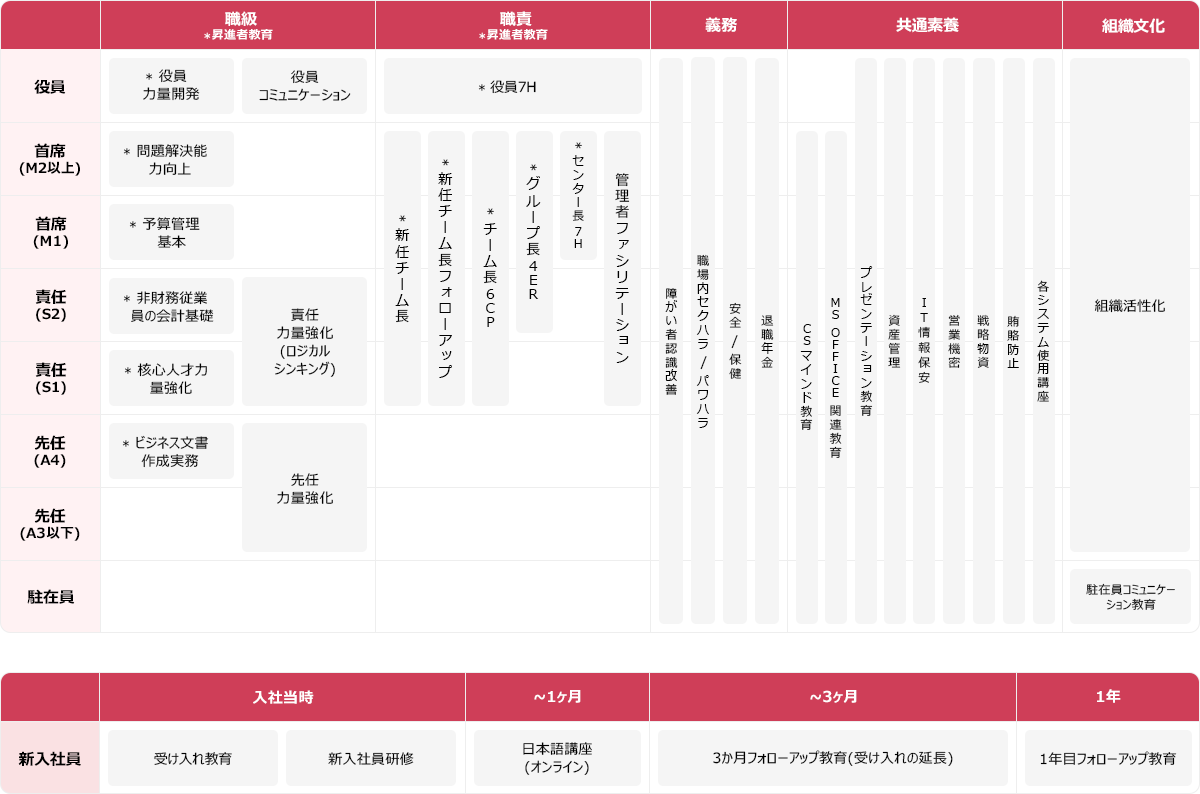 職級
*昇進者教育
職責
*昇進者教育
義務
共通素養
組織文化
役員
* 役員
力量開発
役員
コミュニケーション
* 役員7H
首席
(M2以上)
* 問題解決能
力向上
首席
(M1)
* 予算管理
基本
責任
(S2)
* 非財務従業
員の会計基礎
責任
力量強化
(ロジカル
シンキング)
責任
(S1)
* 核心人才力
量強化
先任
(A4)
* ビジネス文書
作成実務
先任
力量強化
先任
(A3以下)
駐在員
*新任チーム長
*新任チーム長フォローアップ
*チーム長6CP
*グループ長4ER
*センター長7H
管理者ファシリテーション
障がい者認識改善
職場内セクハラ/パワハラ
安全/保健
退職年金
CSマインド教育
MS OFFICE関連教育
プレゼンテーション教育
資産管理
IT情報保安
営業機密
戦略物資
賄賂防止
各システム使用講座
組織活性化
駐在員コミュニケー
ション教育
入社当時
~1ヶ月
~3ヶ月
1年
新入社員
受け入れ教育
新入社員研修
日本語講座
(オンライン)
3か月フォローアップ教育(受け入れの延長)
1年目フォローアップ教育